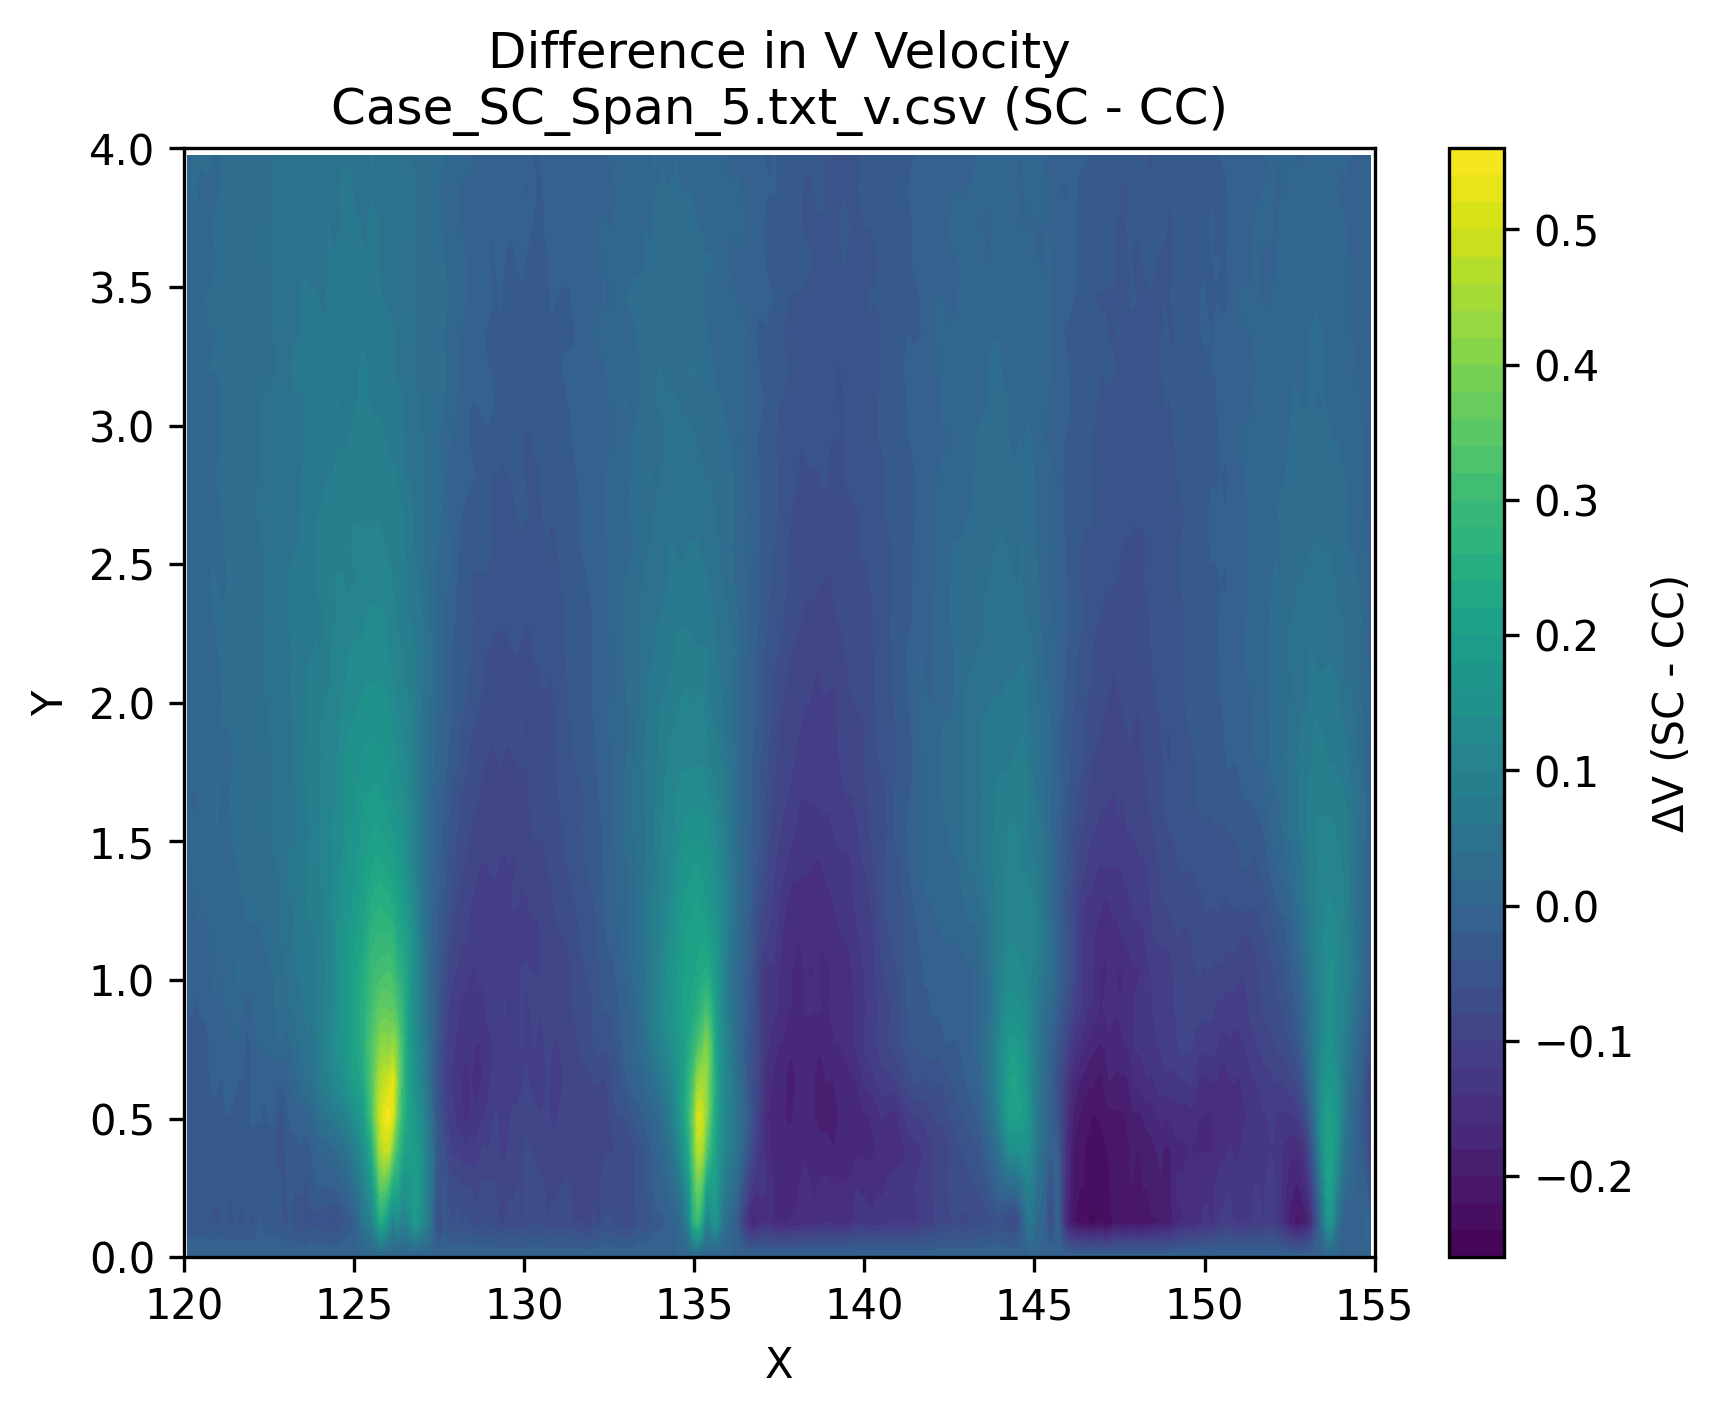 Difference in V Velocity
Case_SC_Span_5.txt_v.csv (SC - CC)
4.0
3.5
3.0
2.5
2.0
1.5
1.0
0.5
0.0
Y
120 125 130 135 140 145 150 155
X
0.5
0.4
0.3
0.2
0.1
0.0
−0.1
−0.2
ΔV (SC - CC)